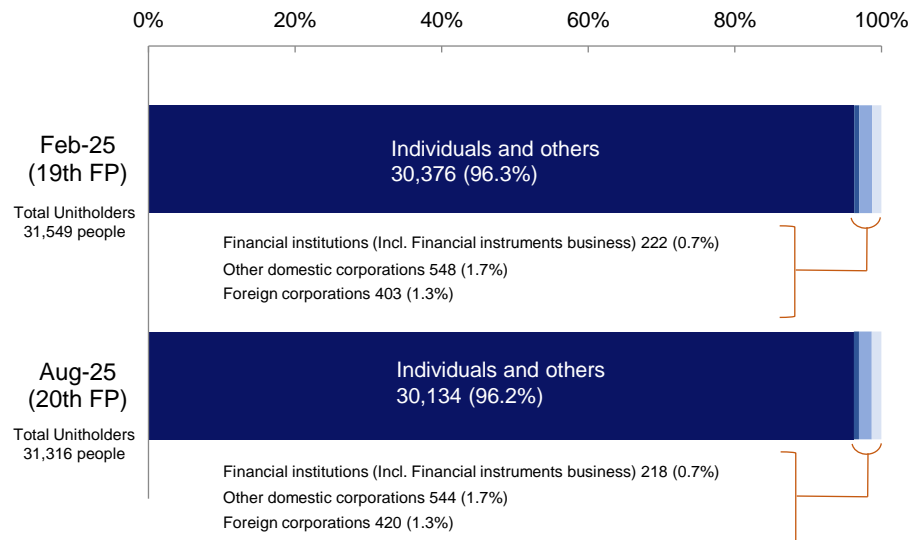 0% 20% 40% 60% 80% 100%
Feb-25
(19th FP)
Total Unitholders
31,549 people
Individuals and others
30,376 (96.3%)
Financial institutions (Incl. Financial instruments business) 222 (0.7%)
Other domestic corporations 548 (1.7%)
Foreign corporations 403 (1.3%)
Aug-25
(20th FP)
Total Unitholders
31,316 people
Individuals and others
30,134 (96.2%)
Financial institutions (Incl. Financial instruments business) 218 (0.7%)
Other domestic corporations 544 (1.7%)
Foreign corporations 420 (1.3%)